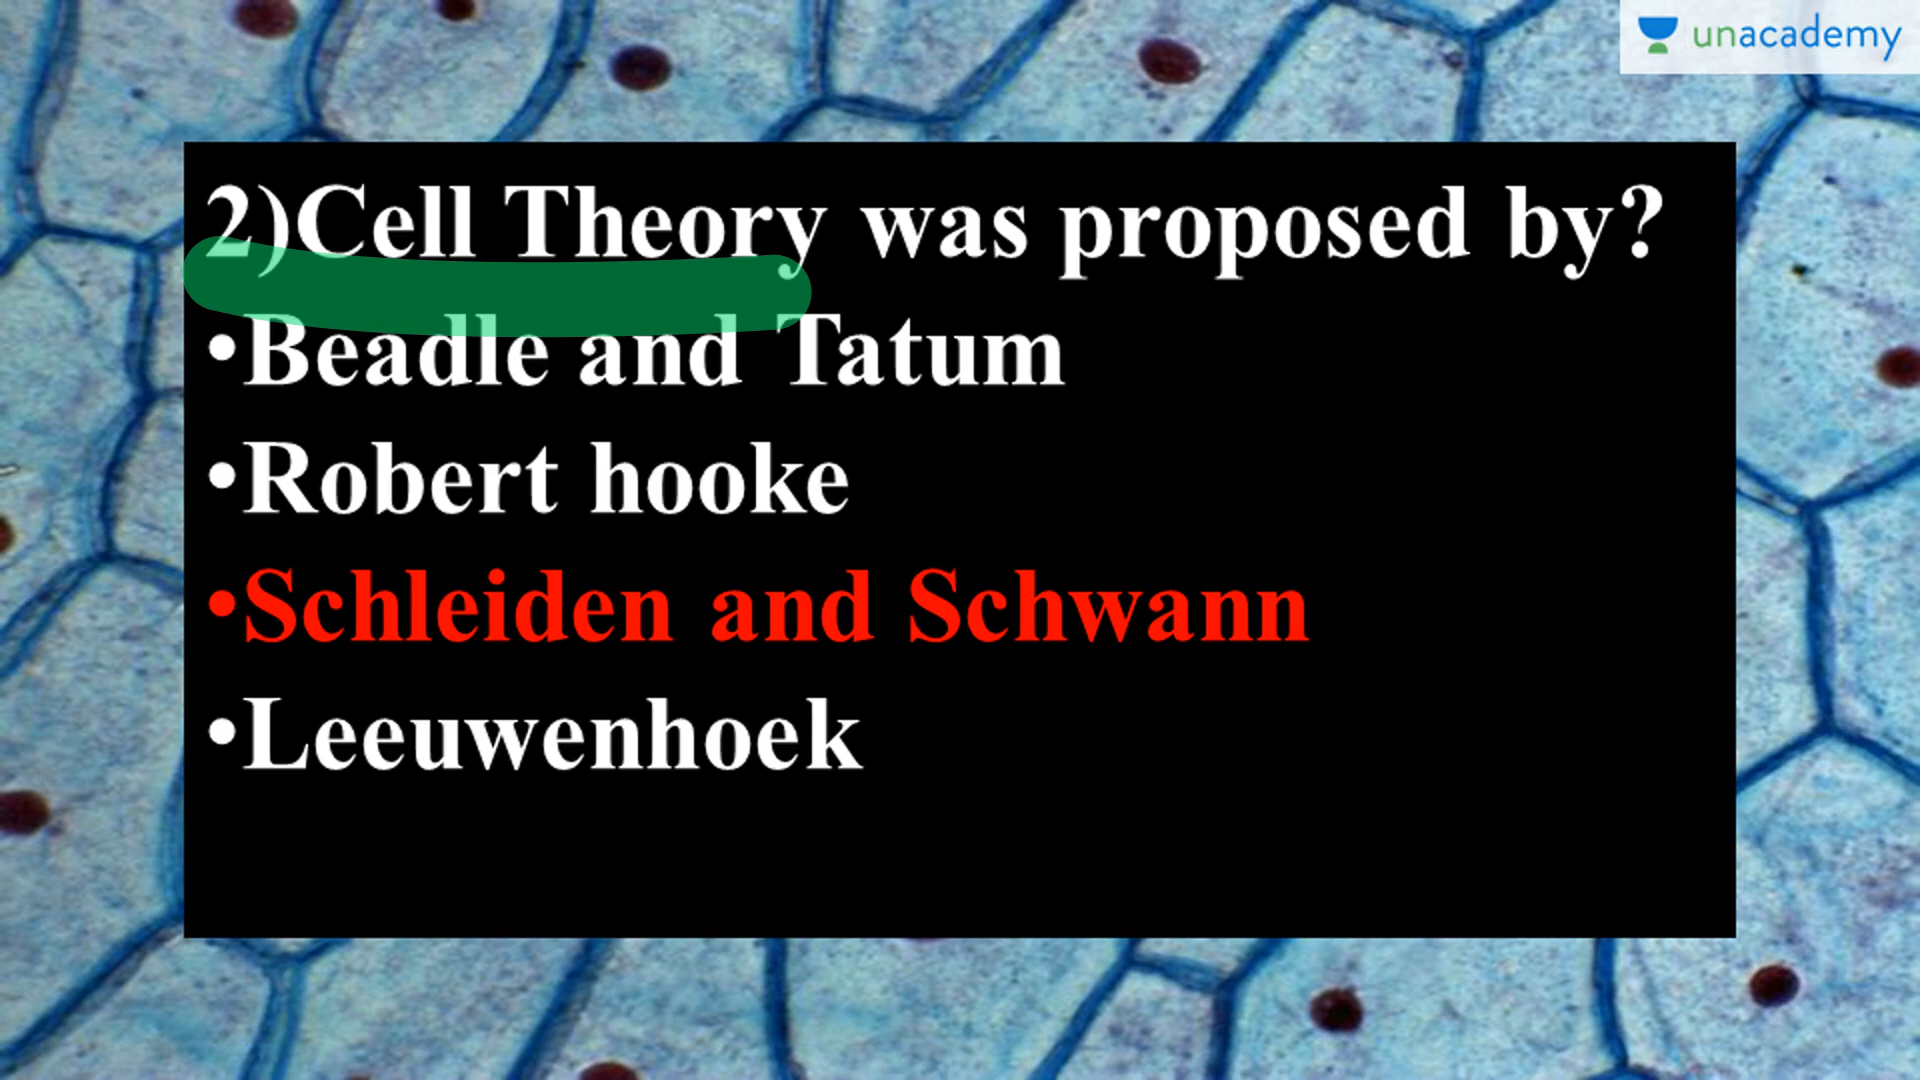 unacademy
2)Cell Theory was proposed by?
•Beadle and Tatum
•Robert hooke
•Schleiden and Schwann
•Leeuwenhoek